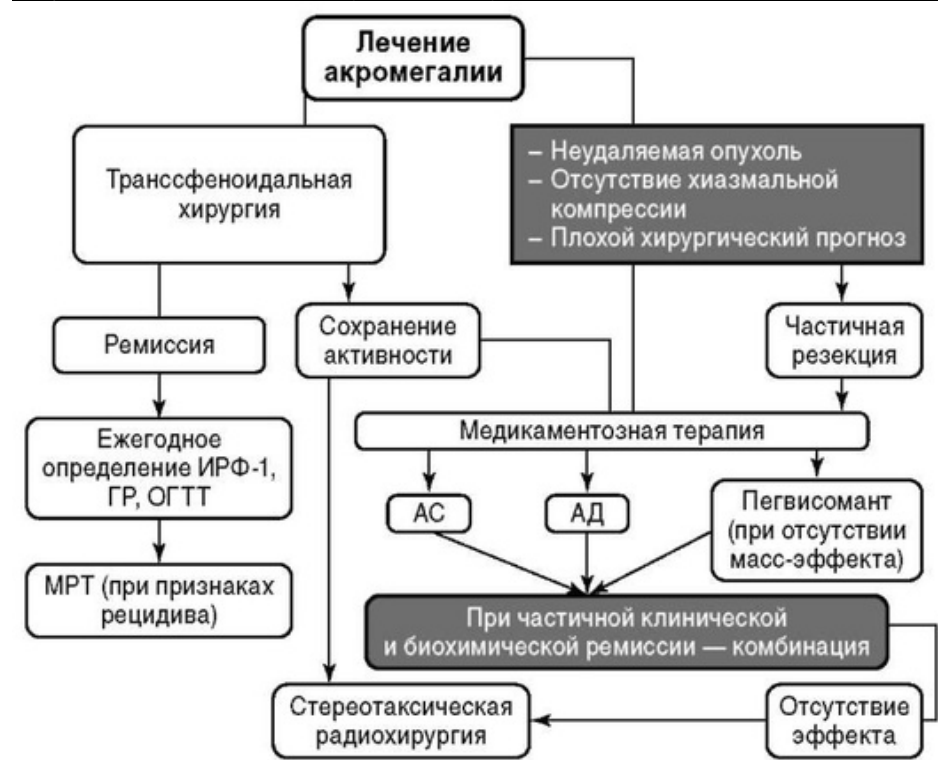 Лечение
акромегалии
Транссфеноидальная
хирургия
– Неудаляемая опухоль
– Отсутствие хиазмальной
компрессии
– Плохой хирургический прогноз
Ремиссия
Сохранение
активности
Частичная
резекция
Ежегодное
определение ИРФ-1,
ГР, ОГТТ
Медикаментозная терапия
АС
АД
Пегвисомант
(при отсутствии
масс-эффекта)
МРТ (при признаках
рецидива)
При частичной клинической
и биохимической ремиссии — комбинация
Стереотаксическая
радиохирургия
Отсутствие
эффекта